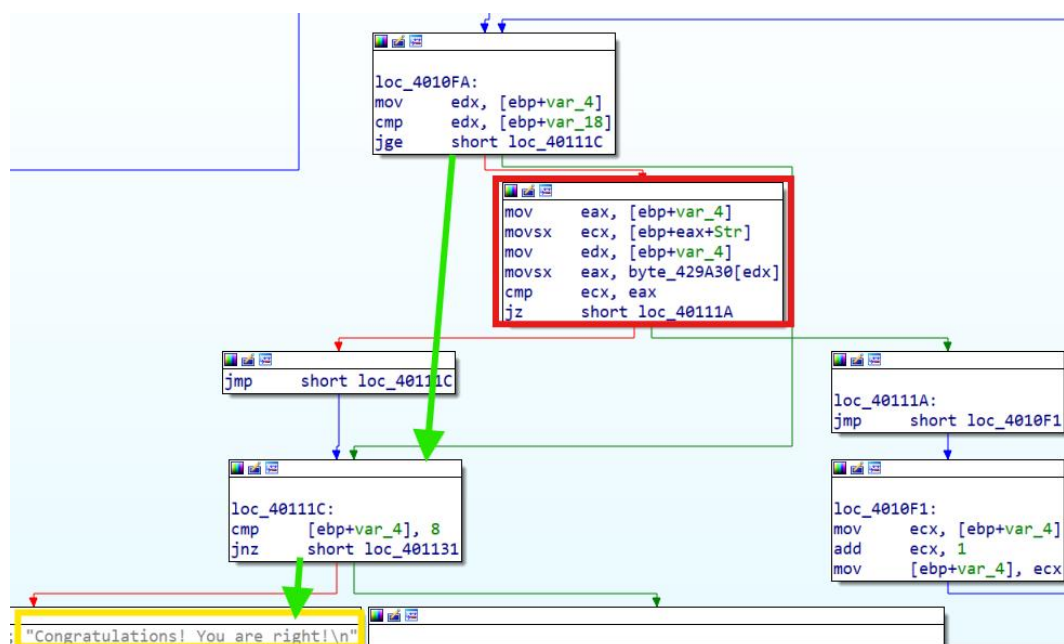 loc_4010FA:
mov edx, [ebp+var_4]
cmp edx, [ebp+var_18]
jge short loc_40111C
mov eax, [ebp+var_4]
movsx ecx, [ebp+eax+Str]
mov edx, [ebp+var_4]
movsx eax, byte_429A30[edx]
cmp ecx, eax
jz short loc_40111A
jmp short loc_40111C
loc_40111A:
jmp short loc_4010F1
loc_40111C:
cmp [ebp+var_4], 8
jnz short loc_401131
loc_4010F1:
mov ecx, [ebp+var_4]
add ecx, 1
mov [ebp+var_4], ecx
; "Congratulations! You are right!\n"